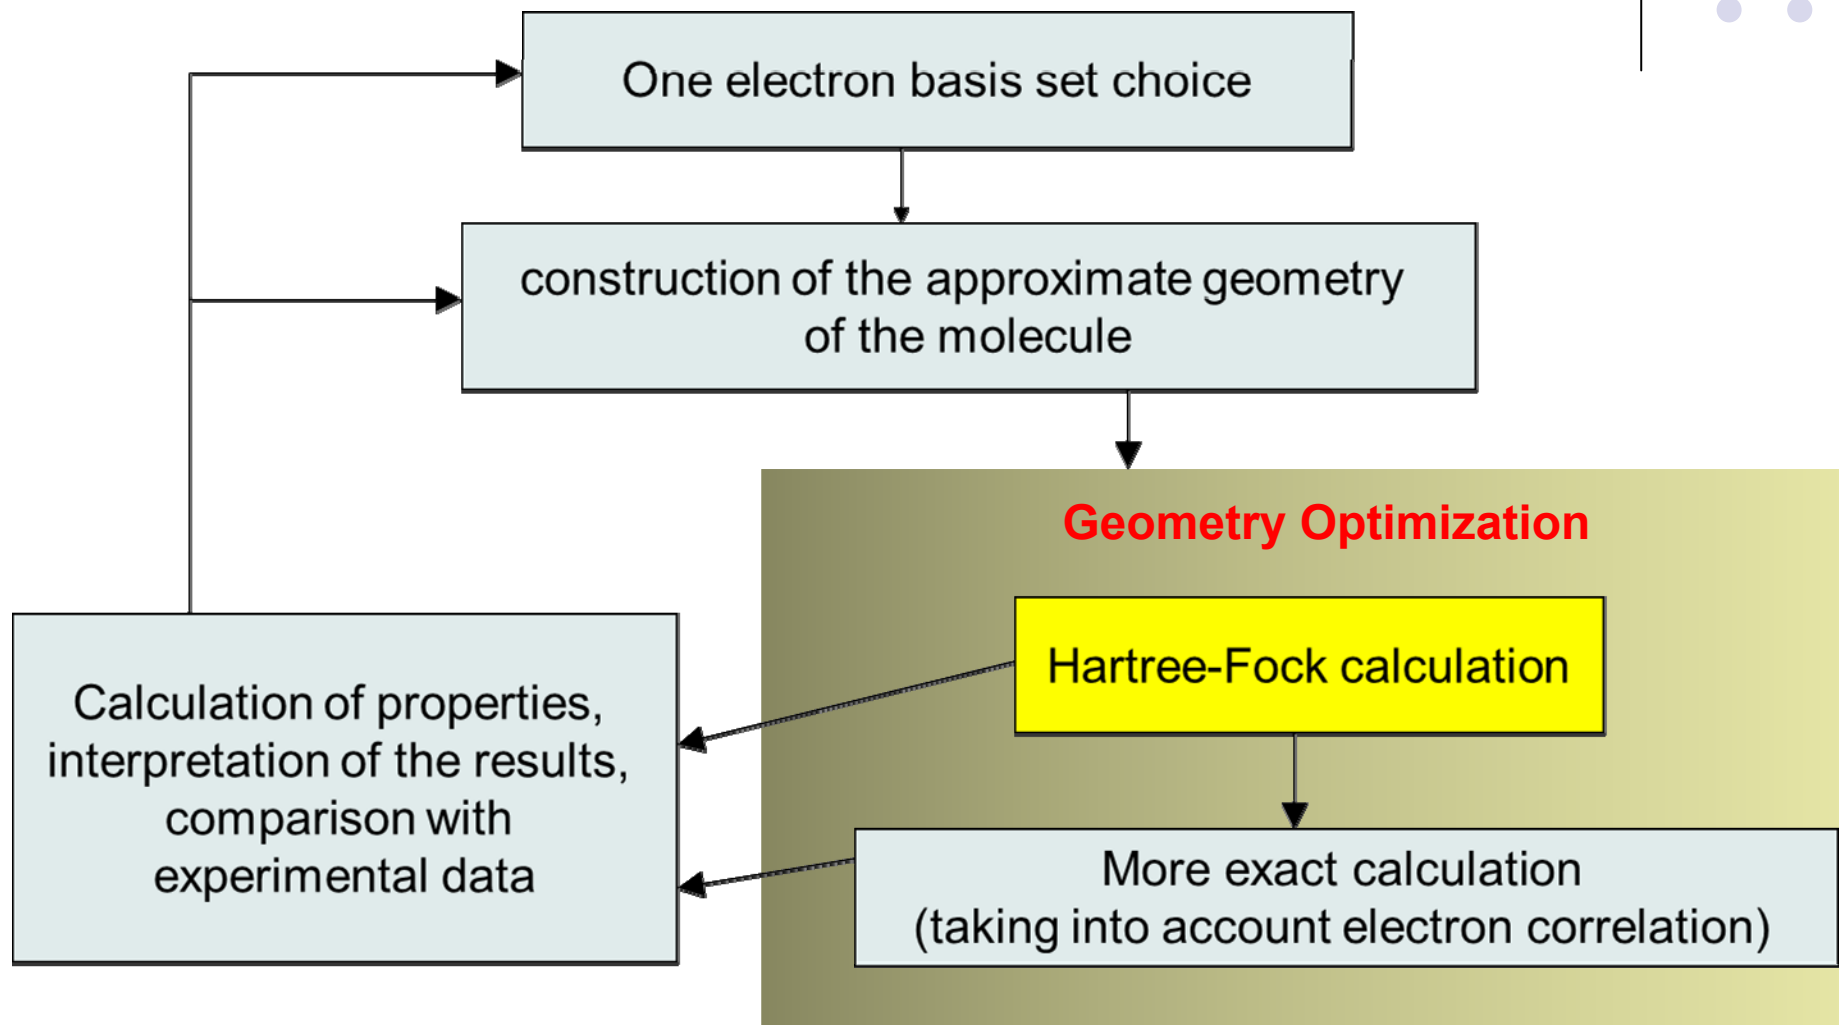 One electron basis set choice
construction of the approximate geometry
of the molecule
Geometry Optimization
Hartree-Fock calculation
Calculation of properties,
interpretation of the results,
comparison with
experimental data
More exact calculation
(taking into account electron correlation)